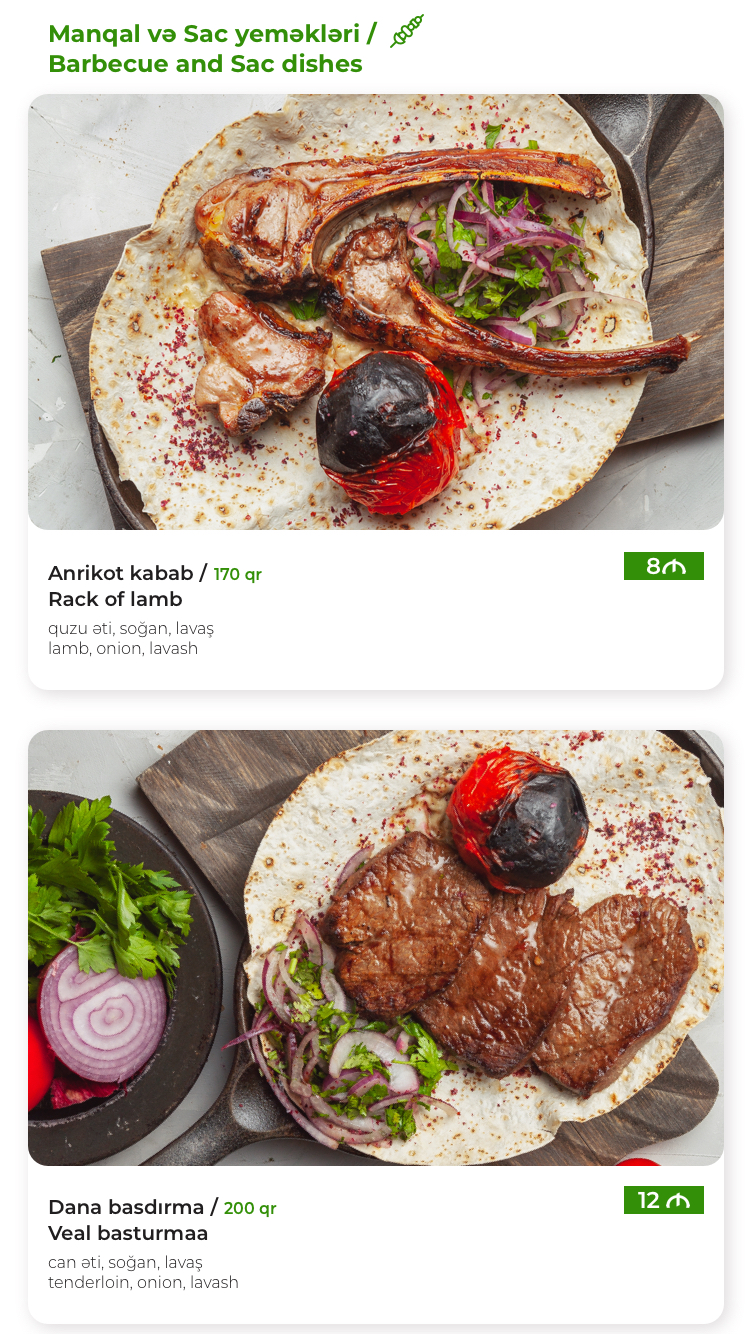 Manqal və Sac yeməkləri /
Barbecue and Sac dishes
Anrikot kabab / 170 qr
8₼
Rack of lamb
quzu əti, soğan, lavaş
lamb, onion, lavash
Dana basdırma / 200 qr
12 ₼
Veal basturmaa
can əti, soğan, lavaş
tenderloin, onion, lavash